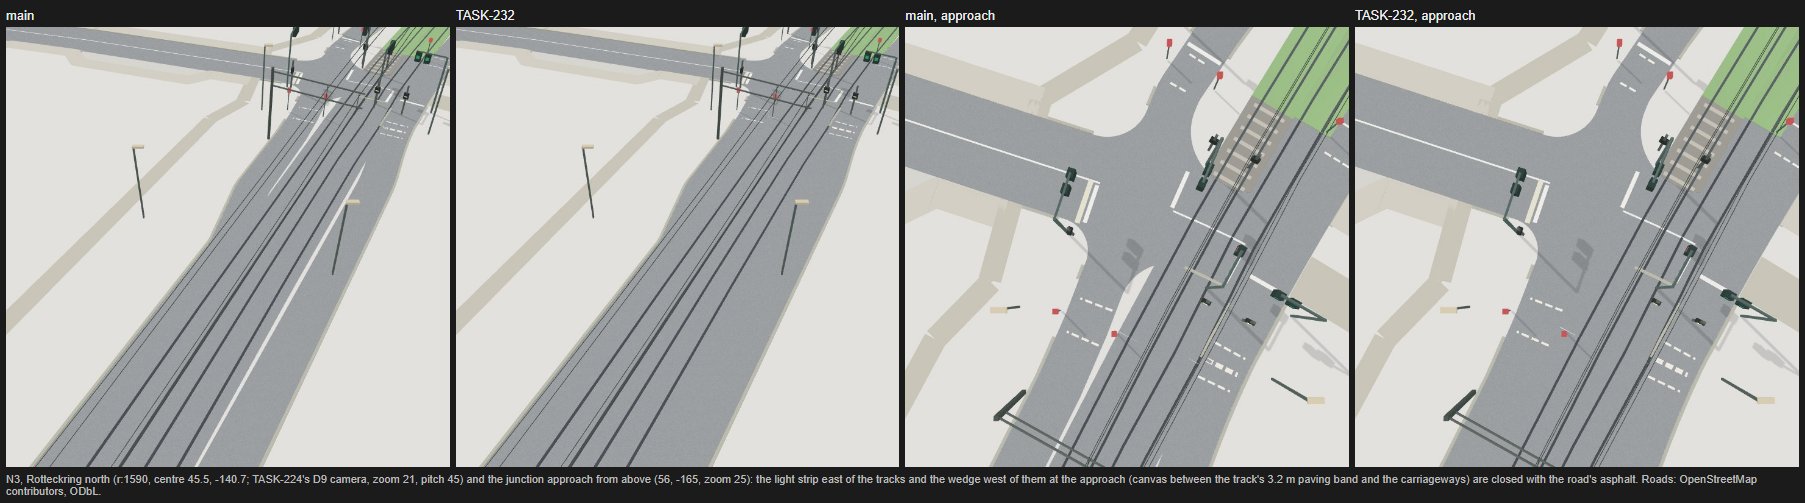 main
TASK-232
main, approach
TASK-232, approach
N3, Rotteckring north (r:1590, centre 45.5, -140.7; TASK-224's D9 camera, zoom 21, pitch 45) and the junction approach from above (56, -165, zoom 25): the light strip east of the tracks and the wedge west of them at the approach (canvas between the track's 3.2 m paving band and the carriageways) are closed with the road's asphalt. Roads: OpenStreetMap
contributors, ODbL.